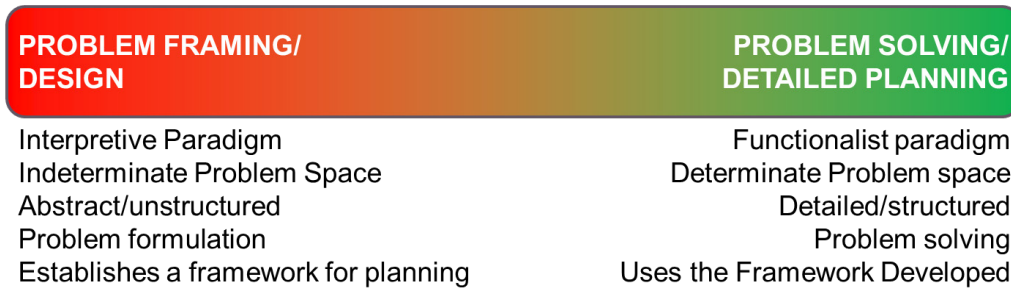 PROBLEM FRAMING/
DESIGN
PROBLEM SOLVING/
DETAILED PLANNING
Interpretive Paradigm
Indeterminate Problem Space
Abstract/unstructured
Problem formulation
Establishes a framework for planning
Functionalist paradigm
Determinate Problem space
Detailed/structured
Problem solving
Uses the Framework Developed